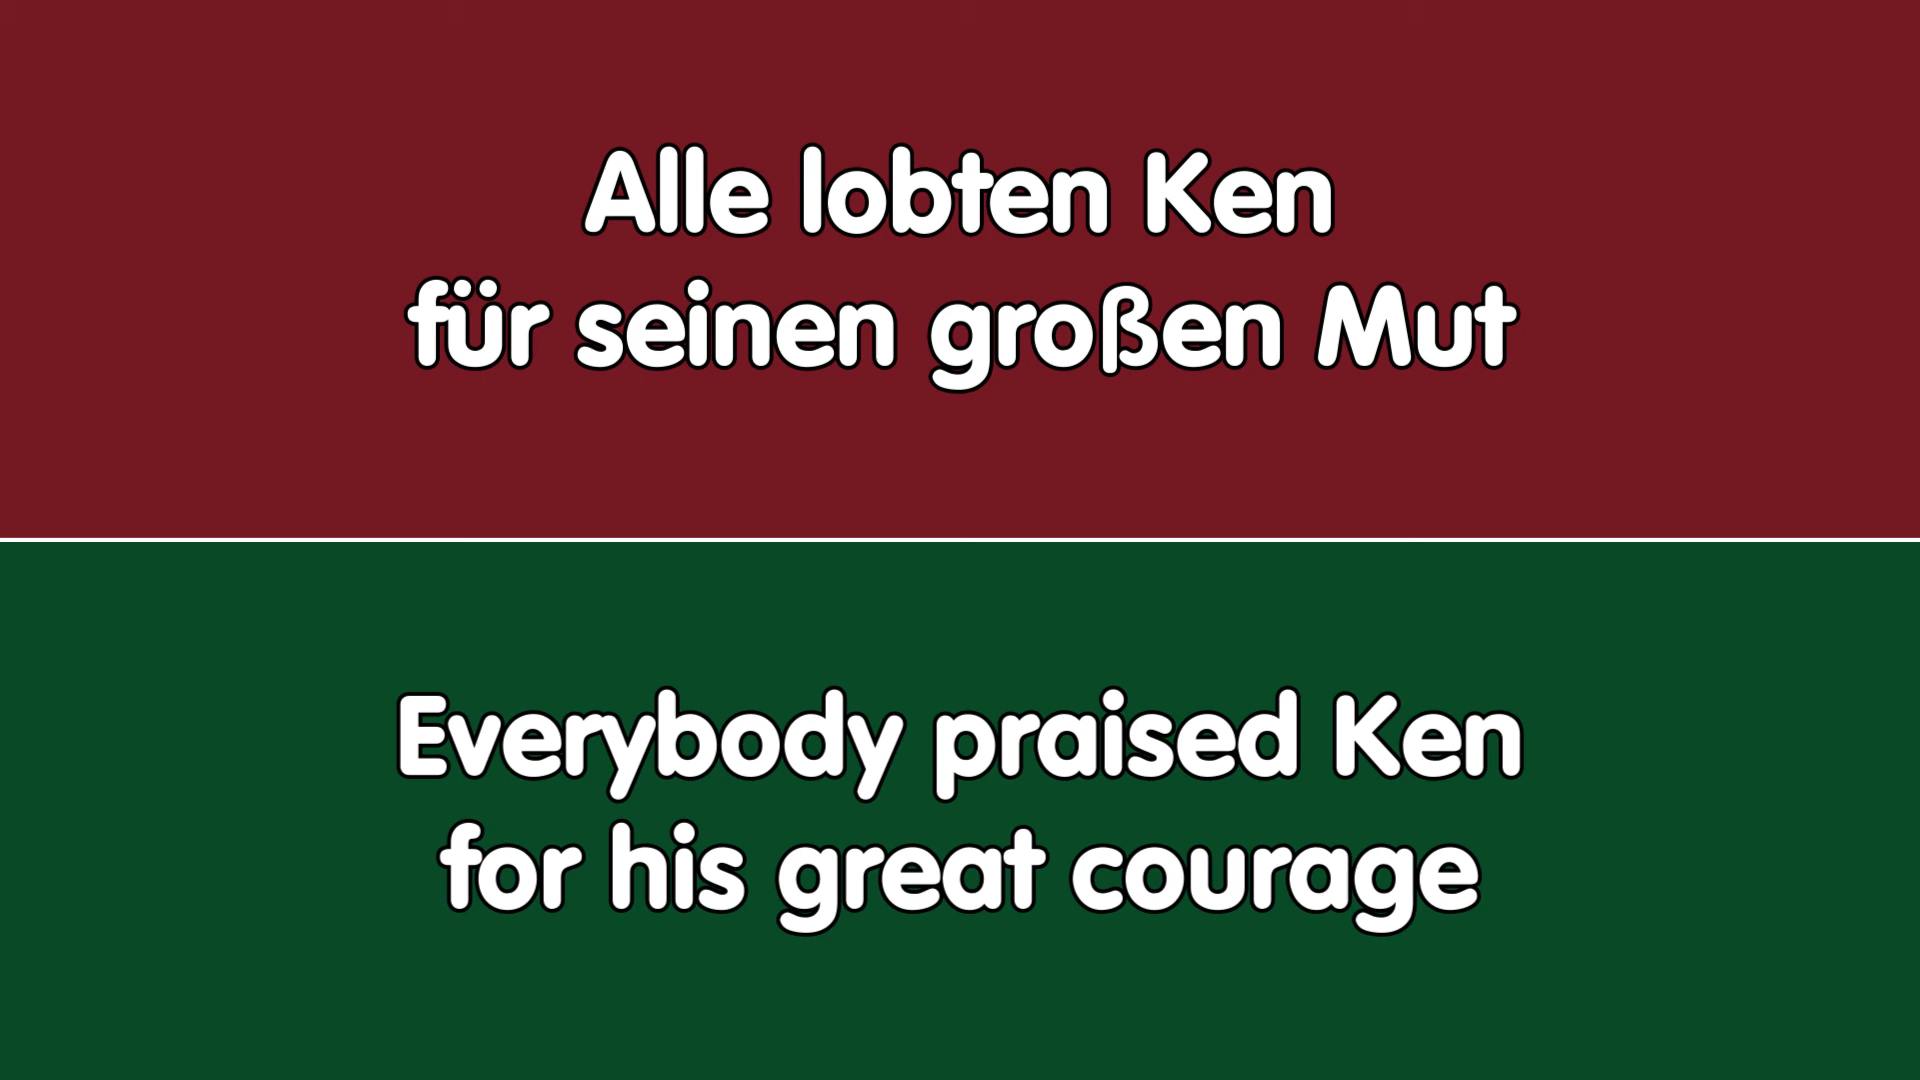 Alle lobten Ken
für seinen großen Mut
Everybody praised Ken
for his great courage